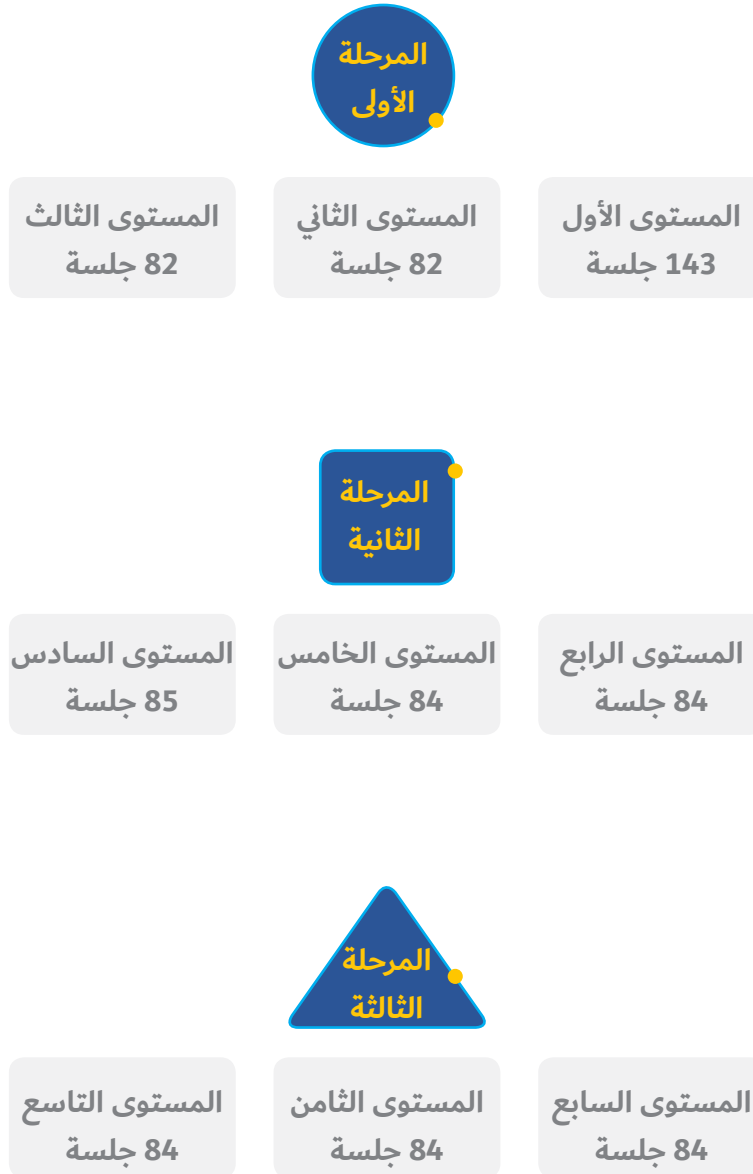 المرحلة
الأولى
المستوى الأول
143 جلسة
المستوى الثاني
82 جلسة
المستوى الثالث
82 جلسة
المرحلة
الثانية
المستوى الرابع
84 جلسة
المستوى الخامس
84 جلسة
المستوى السادس
85 جلسة
المرحلة
الثالثة
المستوى السابع
84 جلسة
المستوى الثامن
84 جلسة
المستوى التاسع
84 جلسة